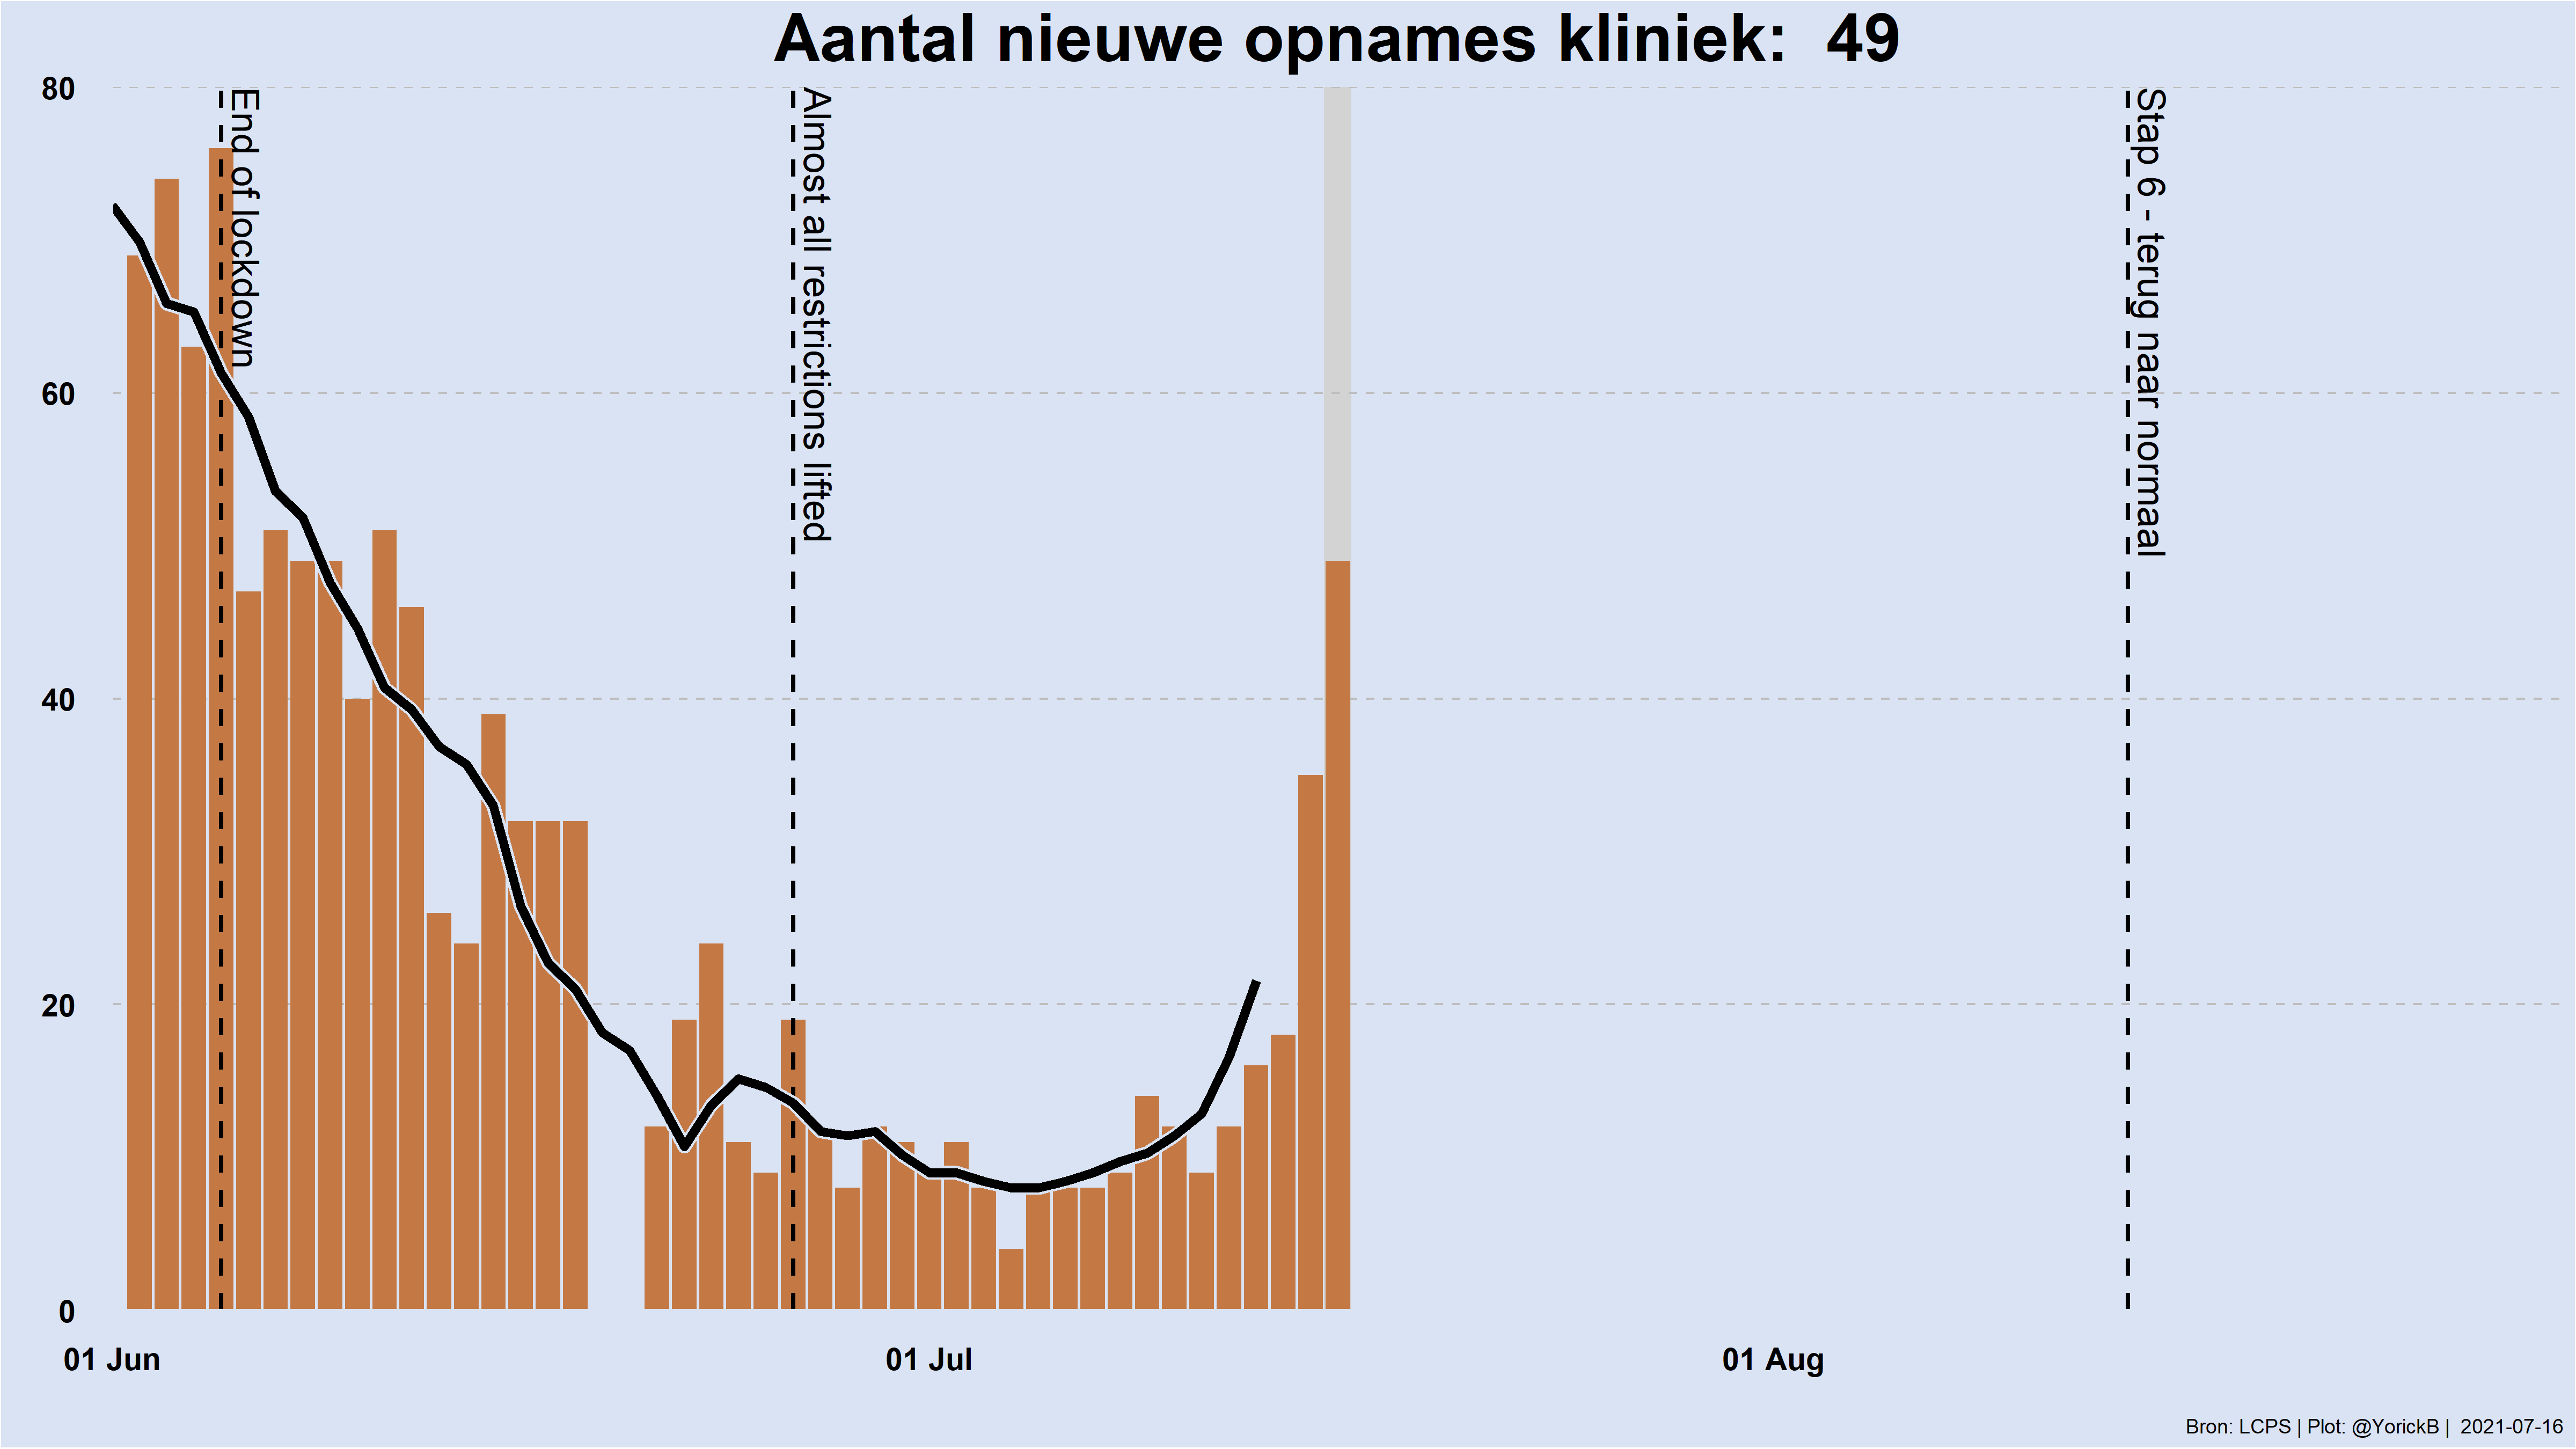 Aantal nieuwe opnames kliniek:  49
80
60
40
20
0
End of lockdown
Almost all restrictions lifted
Stap 6 - terug naar normaal
01 Jun
01 Jul
01 Aug
Bron: LCPS | Plot: @YorickB |  2021-07-16